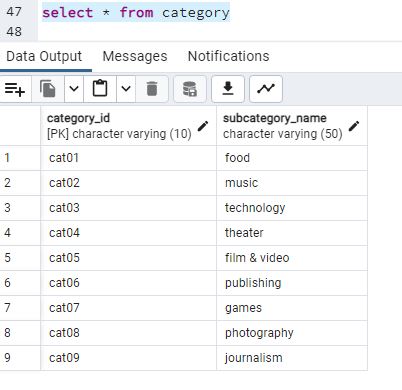 47 select * from category
48
Data Output Messages Notifications
category_id subcategory_name
[PK] character varying (10) character varying (50)
1 cat01 food
2 cat02 music
3 cat03 technology
4 cat04 theater
5 cat05 film & video
6 cat06 publishing
7 cat07 games
8 cat08 photography
9 cat09 journalism